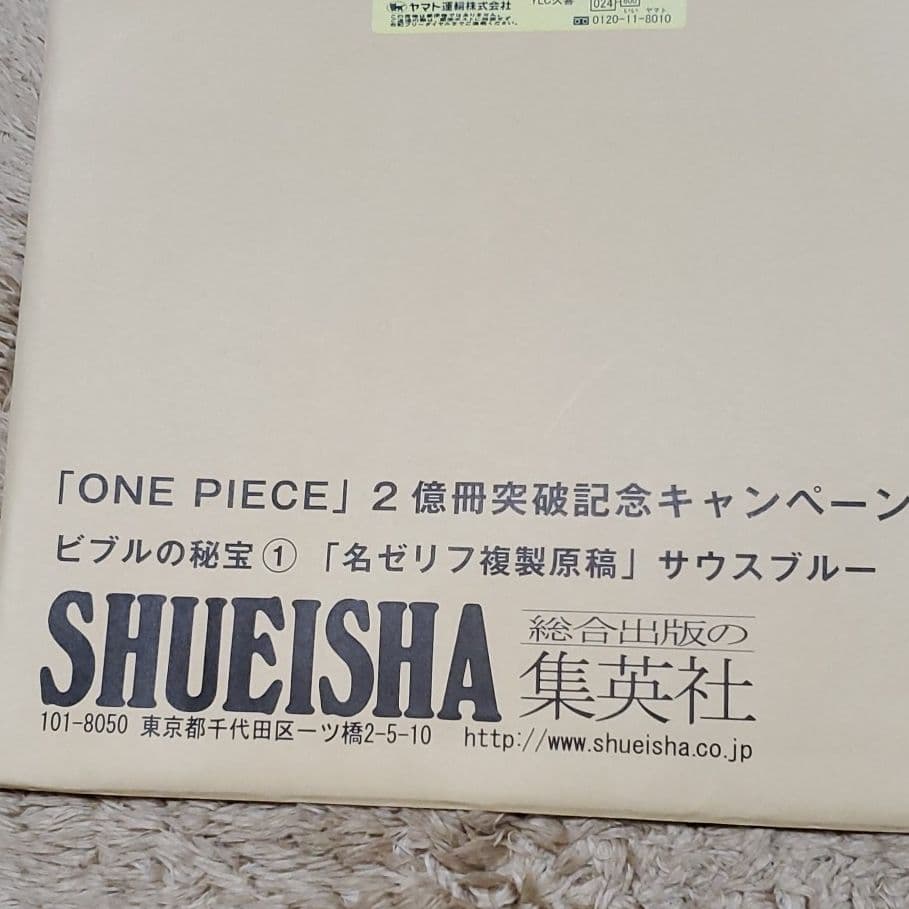 ヤマト運輸株式会社
024
ヤマト
0120-11-8010
「ONE PIECE」2億冊突破記念キャンペーン
ビブルの秘宝①「名ゼリフ複製原稿」サウスブルー
SHUEISHA 総合出版の
集英社
101-8050 東京都千代田区一ツ橋2-5-10 http://www.shueisha.co.jp